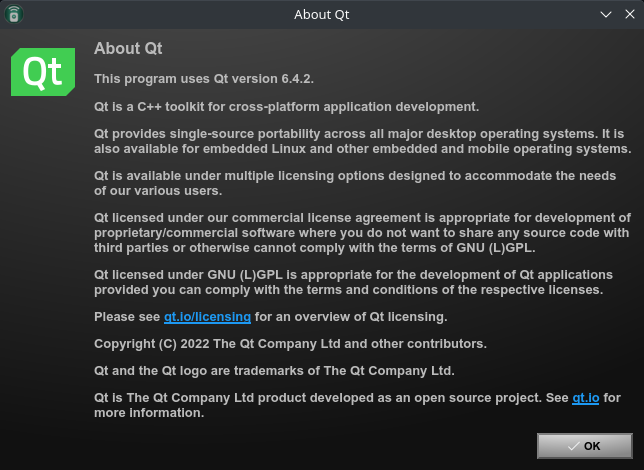 About Qt
Qt
About Qt
This program uses Qt version 6.4.2.
Qt is a C++ toolkit for cross-platform application development.
Qt provides single-source portability across all major desktop operating systems. It is
also available for embedded Linux and other embedded and mobile operating systems.
Qt is available under multiple licensing options designed to accommodate the needs
of our various users.
Qt licensed under our commercial license agreement is appropriate for development of
proprietary/commercial software where you do not want to share any source code with
third parties or otherwise cannot comply with the terms of GNU (L)GPL.
Qt licensed under GNU (L)GPL is appropriate for the development of Qt applications
provided you can comply with the terms and conditions of the respective licenses.
Please see qt.io/licensing for an overview of Qt licensing.
Copyright (C) 2022 The Qt Company Ltd and other contributors.
Qt and the Qt logo are trademarks of The Qt Company Ltd.
Qt is The Qt Company Ltd product developed as an open source project. See qt.io for
more information.
OK